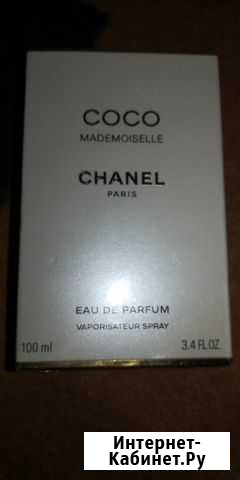 COCO
MADEMOISELLE
CHANEL
PARIS
EAU DE PARFUM
VAPORISATEUR SPRAY
100 ml 3.4 FL.OZ.
Интернет-
Кабинет.Ру